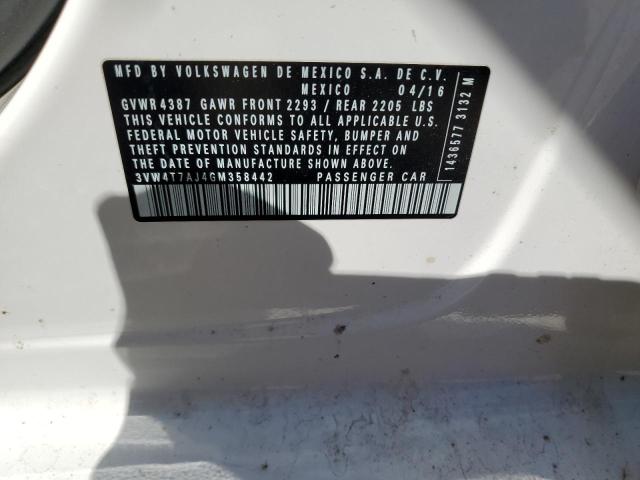 MFD BY VOLKSWAGEN DE MEXICO S.A. DE C.V.
MEXICO 04/16
GVWR 4387 GAWR FRONT 2293 / REAR 2205 LBS
THIS VEHICLE CONFORMS TO ALL APPLICABLE U.S.
FEDERAL MOTOR VEHICLE SAFETY, BUMPER AND
THEFT PREVENTION STANDARDS IN EFFECT ON
THE DATE OF MANUFACTURE SHOWN ABOVE.
3VW4T7AJ4GM358442 PASSENGER CAR
1436577 3132 M